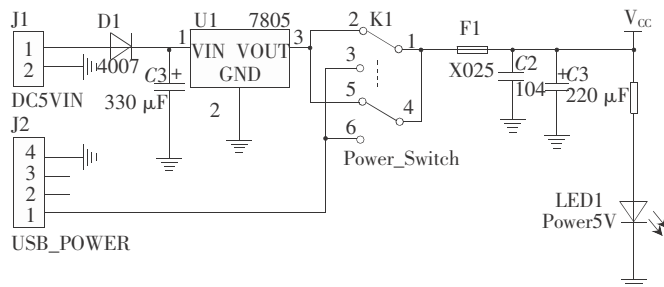 J1
1
2
DC5VIN
D1
4007
C3 +
330 μF
U1 7805
1
VIN VOUT
GND
3
2
2 K1
1
3
5
4
6
Power_Switch
F1
X025
C2
104
+C3
220 μF
VCC
LED1
Power5V
J2
4
3
2
1
USB_POWER